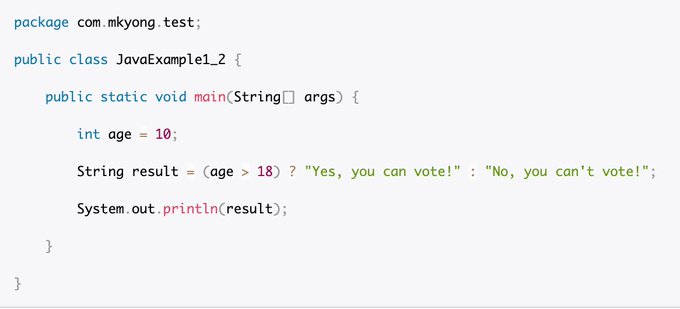 package com.mkyong.test;
public class JavaExample1_2 {
    public static void main(String[] args) {
        int age = 10;
        String result = (age > 18) ? "Yes, you can vote!" : "No, you can't vote!";
        System.out.println(result);
    }
}